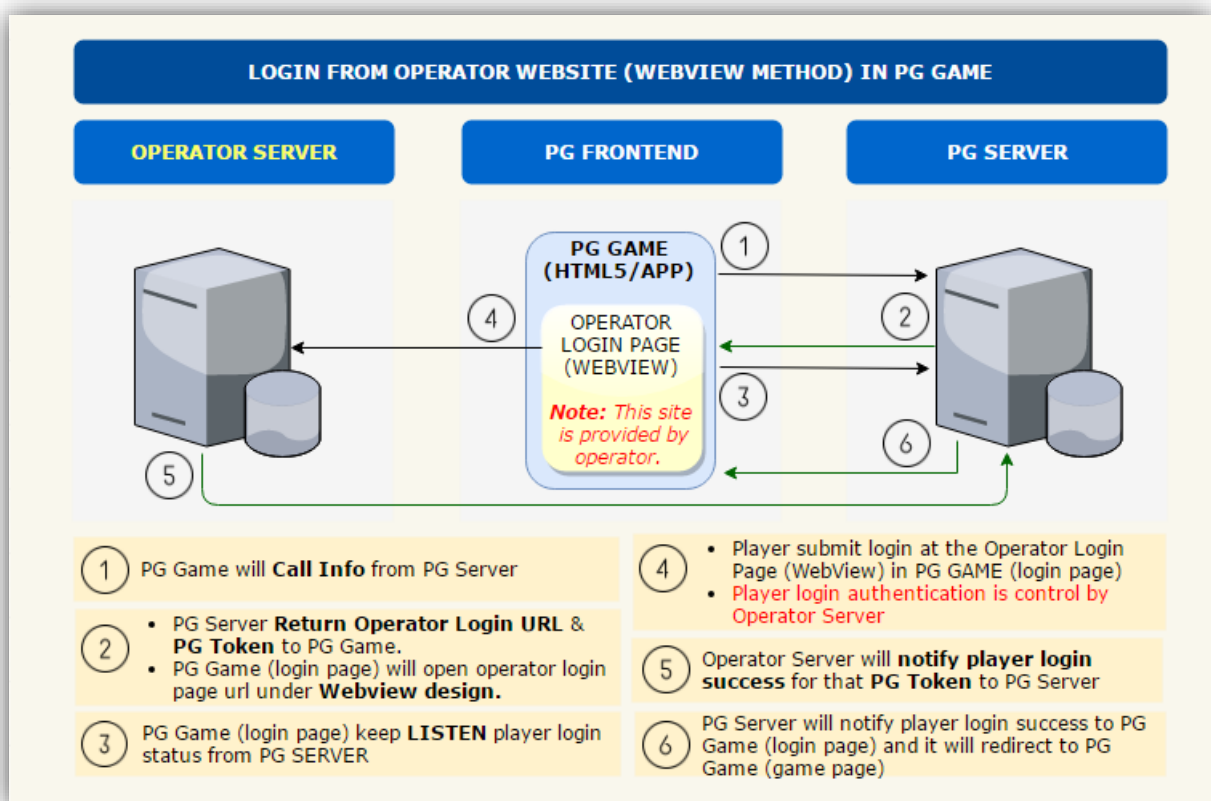 LOGIN FROM OPERATOR WEBSITE (WEBVIEW METHOD) IN PG GAME
OPERATOR SERVER
PG FRONTEND
PG SERVER
PG GAME
(HTML5/APP)
OPERATOR
LOGIN PAGE
(WEBVIEW)
Note: This site
is provided by
operator.
1
2
3
4
5
6
1
PG Game will Call Info from PG Server
2
• PG Server Return Operator Login URL &
PG Token to PG Game.
• PG Game (login page) will open operator login
page url under Webview design.
3
PG Game (login page) keep LISTEN player login
status from PG SERVER
4
• Player submit login at the Operator Login
Page (WebView) in PG GAME (login page)
• Player login authentication is control by
Operator Server
5
Operator Server will notify player login
success for that PG Token to PG Server
6
PG Server will notify player login success to PG
Game (login page) and it will redirect to PG
Game (game page)